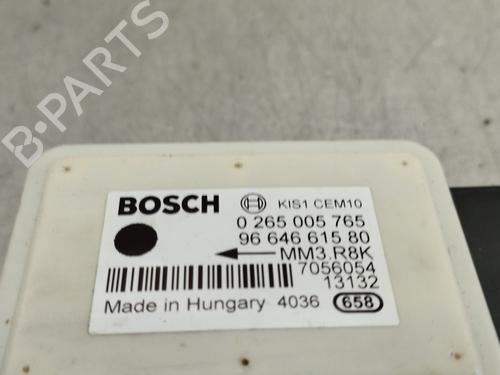 B-PARTS
BOSCH KIS1 CEM10
0 265 005 765
96 646 615 80
MM3.R8K
7056054
13132
Made in Hungary 4036 658